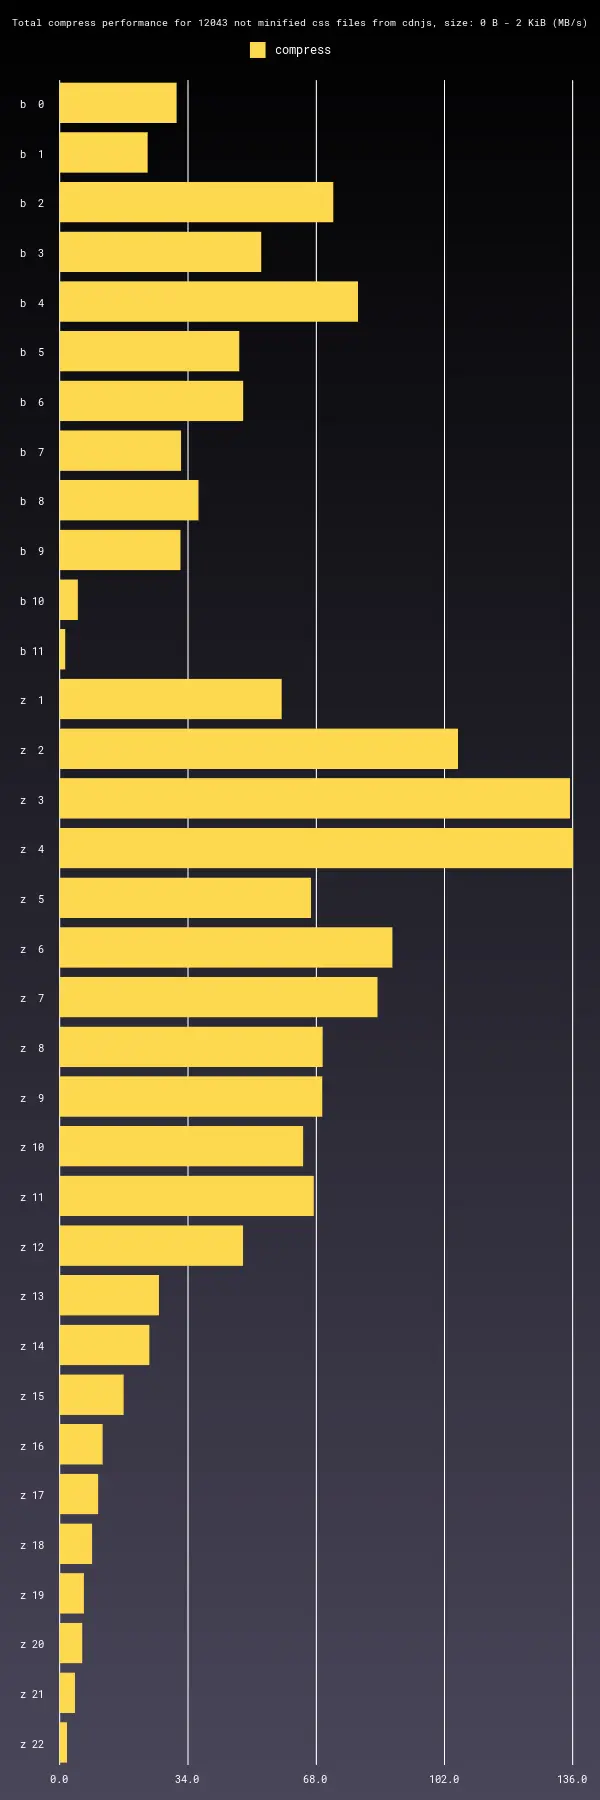 Total compress performance for 12043 not minified css files from cdnjs, size: 0 B - 2 KiB (MB/s)
compress
b 0
b 1
b 2
b 3
b 4
b 5
b 6
b 7
b 8
b 9
b 10
b 11
z 1
z 2
z 3
z 4
z 5
z 6
z 7
z 8
z 9
z 10
z 11
z 12
z 13
z 14
z 15
z 16
z 17
z 18
z 19
z 20
z 21
z 22
0.0 34.0 68.0 102.0 136.0